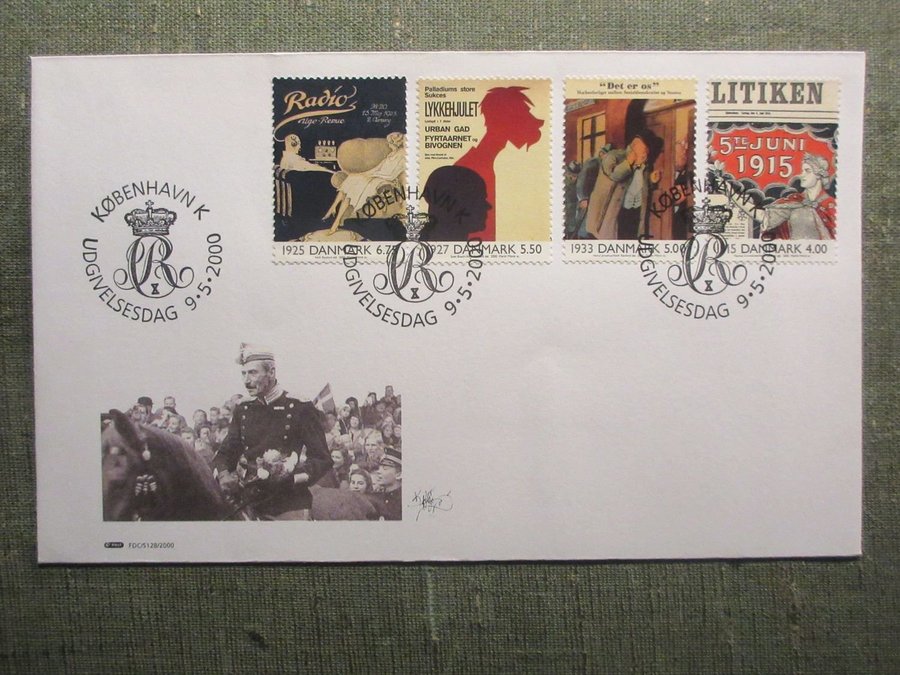 Radio
Uge-Revue.
Palladiums store
Sukces
LYKKEHJULET
URBAN GAD
FYRTAARNET og
BIVOGNEN
"Det er os"
LITIKEN
5TE JUNI
1915
1925 DANMARK 6.75
1927 DANMARK 5.50
1933 DANMARK 5.00
1915 DANMARK 4.00
KØBENHAVN K
UDGIVELSESDAG 9.5.2000
KØBENHAVN K
UDGIVELSESDAG 9.5.2000
KØBENHAVN K
UDGIVELSESDAG 9.5.2000
FDC/S128/2000